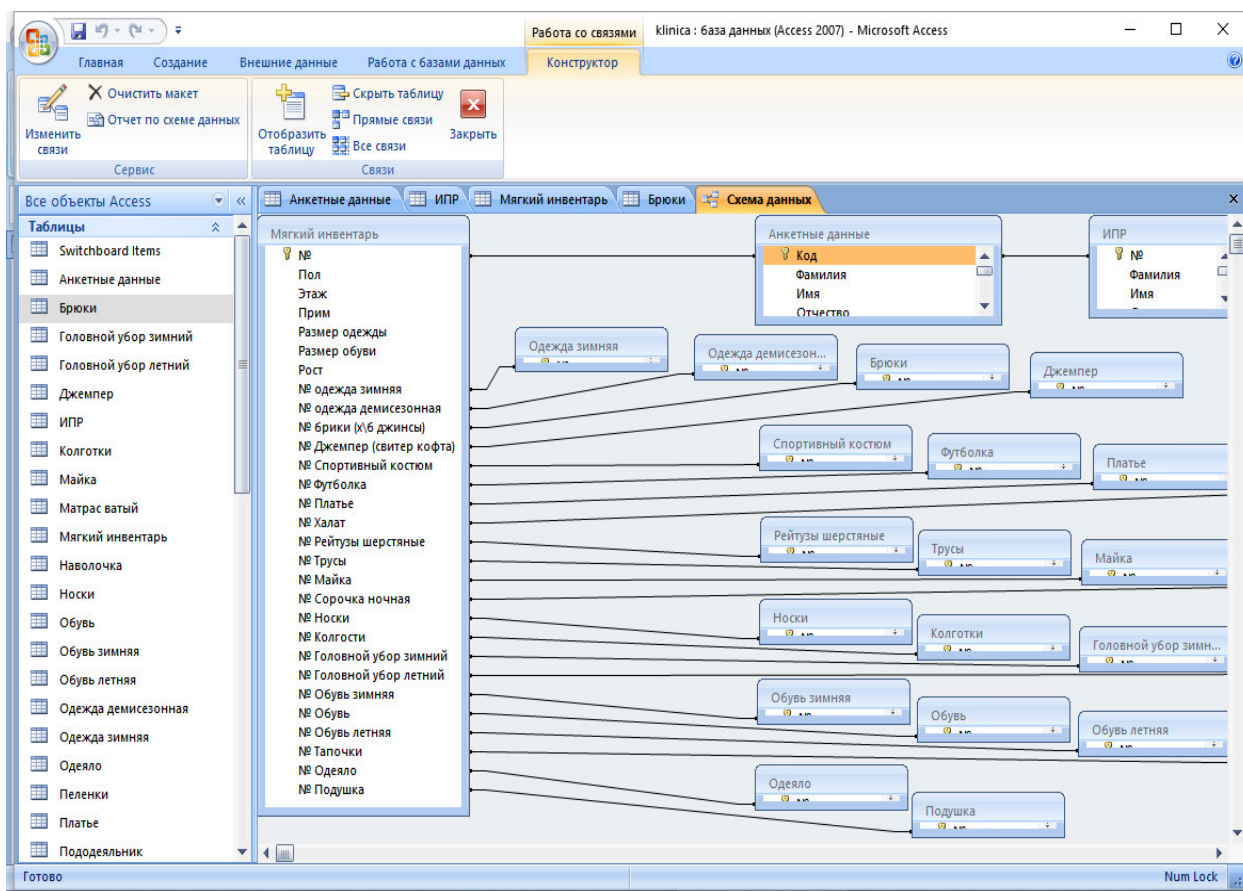 Работа со связями
klinica : база данных (Access 2007) - Microsoft Access
Главная
Создание
Внешние данные
Работа с базами данных
Конструктор
Изменить связи
Очистить макет
Отчет по схеме данных
Сервис
Отобразить таблицу
Скрыть таблицу
Прямые связи
Все связи
Закрыть
Связи
Все объекты Access
Таблицы
Switchboard Items
Анкетные данные
Брюки
Головной убор зимний
Головной убор летний
Джемпер
ИПР
Колготки
Майка
Матрас ватый
Мягкий инвентарь
Наволочка
Носки
Обувь
Обувь зимняя
Обувь летняя
Одежда демисезонная
Одежда зимняя
Одеяло
Пеленки
Платье
Пододеяльник
Анкетные данные
ИПР
Мягкий инвентарь
Брюки
Схема данных
Мягкий инвентарь
№
Пол
Этаж
Прим
Размер одежды
Размер обуви
Рост
№ одежда зимняя
№ одежда демисезонная
№ брики (х\б джинсы)
№ Джемпер (свитер кофта)
№ Спортивный костюм
№ Футболка
№ Платье
№ Халат
№ Рейтузы шерстяные
№ Трусы
№ Майка
№ Сорочка ночная
№ Носки
№ Колгости
№ Головной убор зимний
№ Головной убор летний
№ Обувь зимняя
№ Обувь
№ Обувь летняя
№ Тапочки
№ Одеяло
№ Подушка
Анкетные данные
Код
Фамилия
Имя
Отчество
ИПР
№
Фамилия
Имя
Одежда зимняя
Одежда демисезон...
Брюки
Джемпер
Спортивный костюм
Футболка
Платье
Рейтузы шерстяные
Трусы
Майка
Носки
Колготки
Головной убор зимн...
Обувь зимняя
Обувь
Обувь летняя
Одеяло
Подушка
Готово
Num Lock